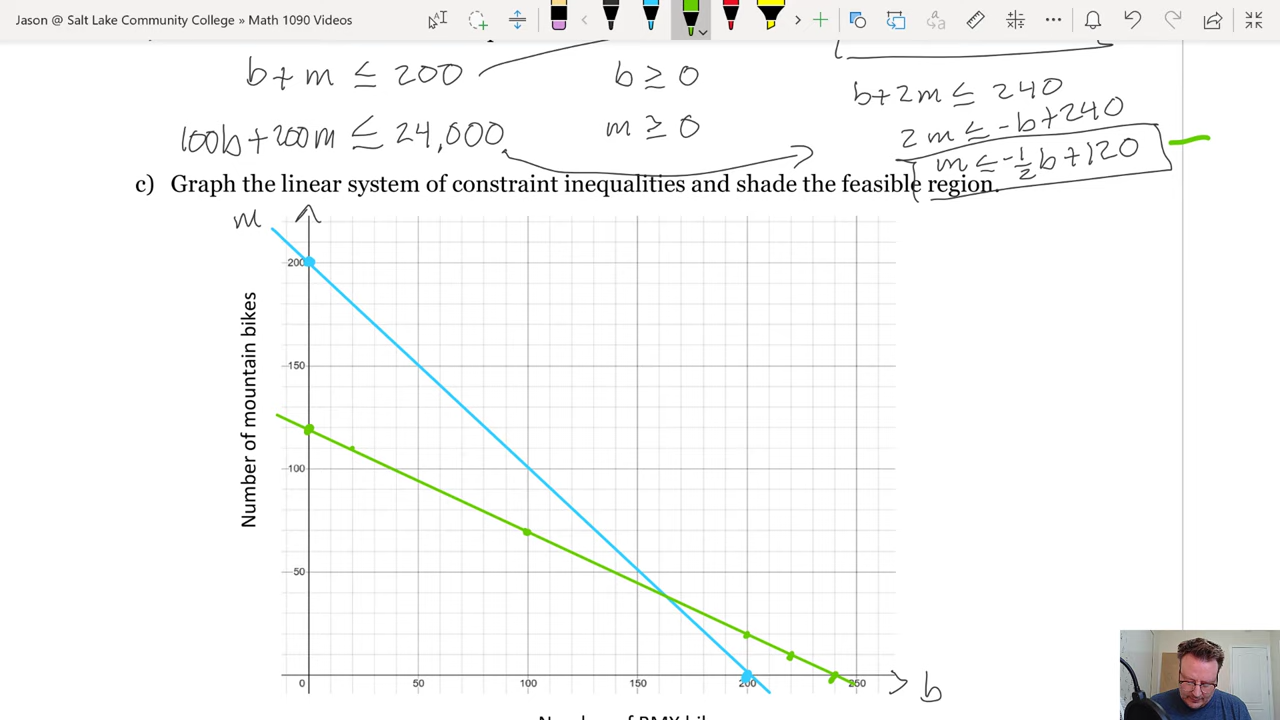 Jason @ Salt Lake Community College » Math 1090 Videos
b+m ≤ 200
b ≥ 0
b+2m ≤ 240
100b+200m ≤ 24,000
m ≥ 0
2m ≤ -b+240
m ≤ -1/2 b+120
c) Graph the linear system of constraint inequalities and shade the feasible region.
m
200
150
100
50
Number of mountain bikes
0 50 100 150 200 250
b